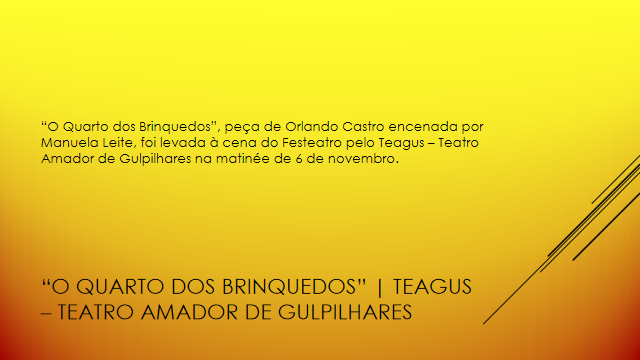 “O Quarto dos Brinquedos”, peça de Orlando Castro encenada por
Manuela Leite, foi levada à cena do Festeatro pelo Teagus – Teatro
Amador de Gulpilhares na matinée de 6 de novembro.
“O QUARTO DOS BRINQUEDOS” | TEAGUS
– TEATRO AMADOR DE GULPILHARES